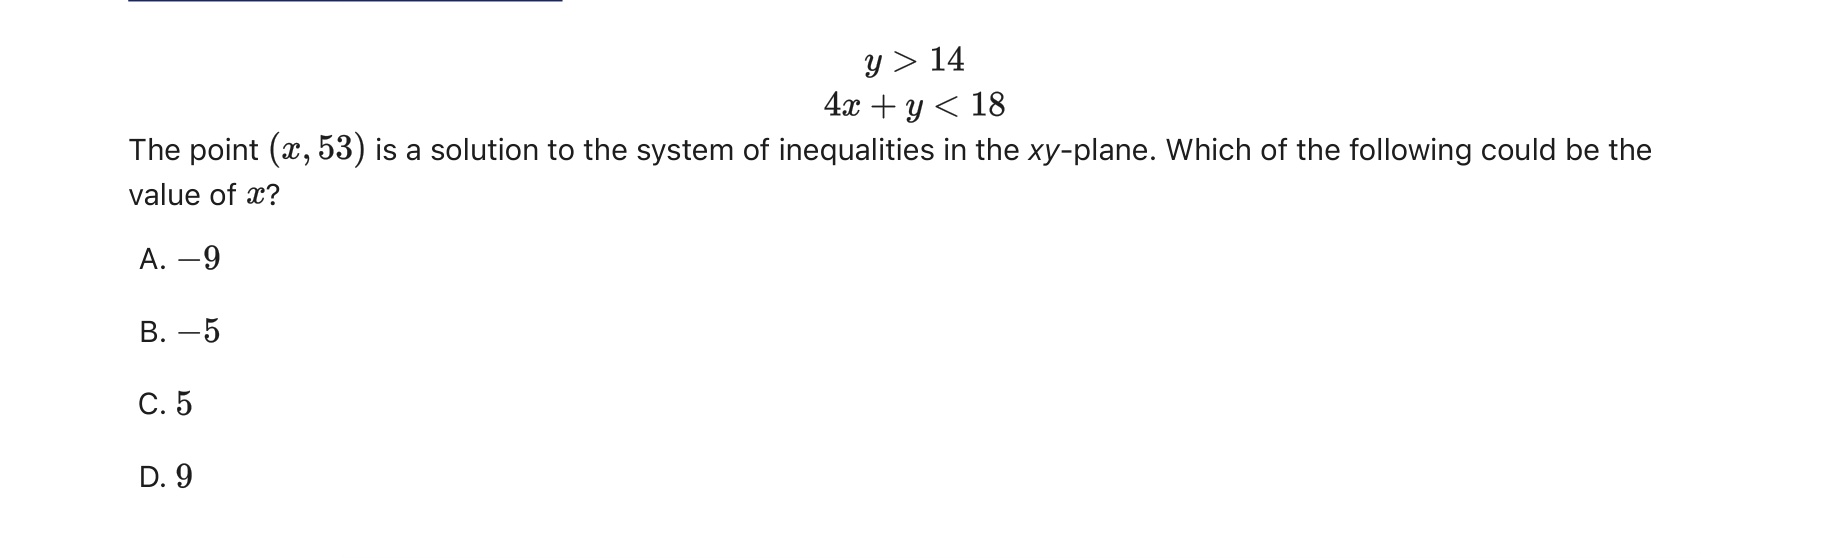 y > 14
4x + y < 18
The point (x, 53) is a solution to the system of inequalities in the xy-plane. Which of the following could be the
value of x?
A. −9
B. −5
C. 5
D. 9